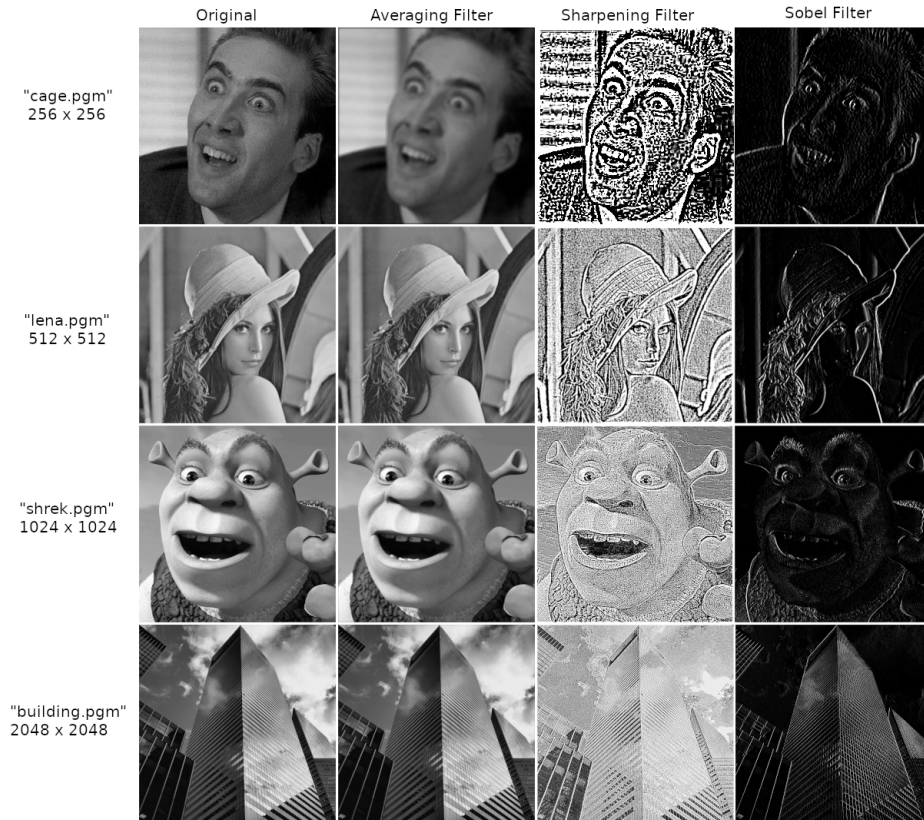 Original Averaging Filter Sharpening Filter Sobel Filter
"cage.pgm"
256 x 256
"lena.pgm"
512 x 512
"shrek.pgm"
1024 x 1024
"building.pgm"
2048 x 2048